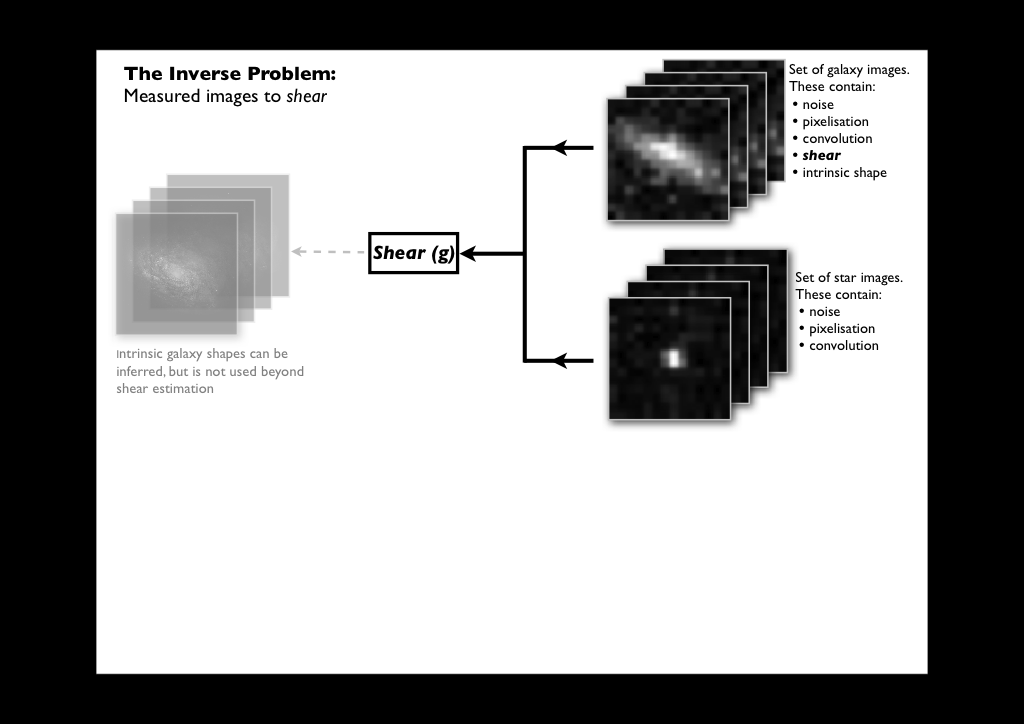 The Inverse Problem:
Measured images to shear
Set of galaxy images.
These contain:
• noise
• pixelisation
• convolution
• shear
• intrinsic shape
Shear (g)
Set of star images.
These contain:
• noise
• pixelisation
• convolution
Intrinsic galaxy shapes can be
inferred, but is not used beyond
shear estimation